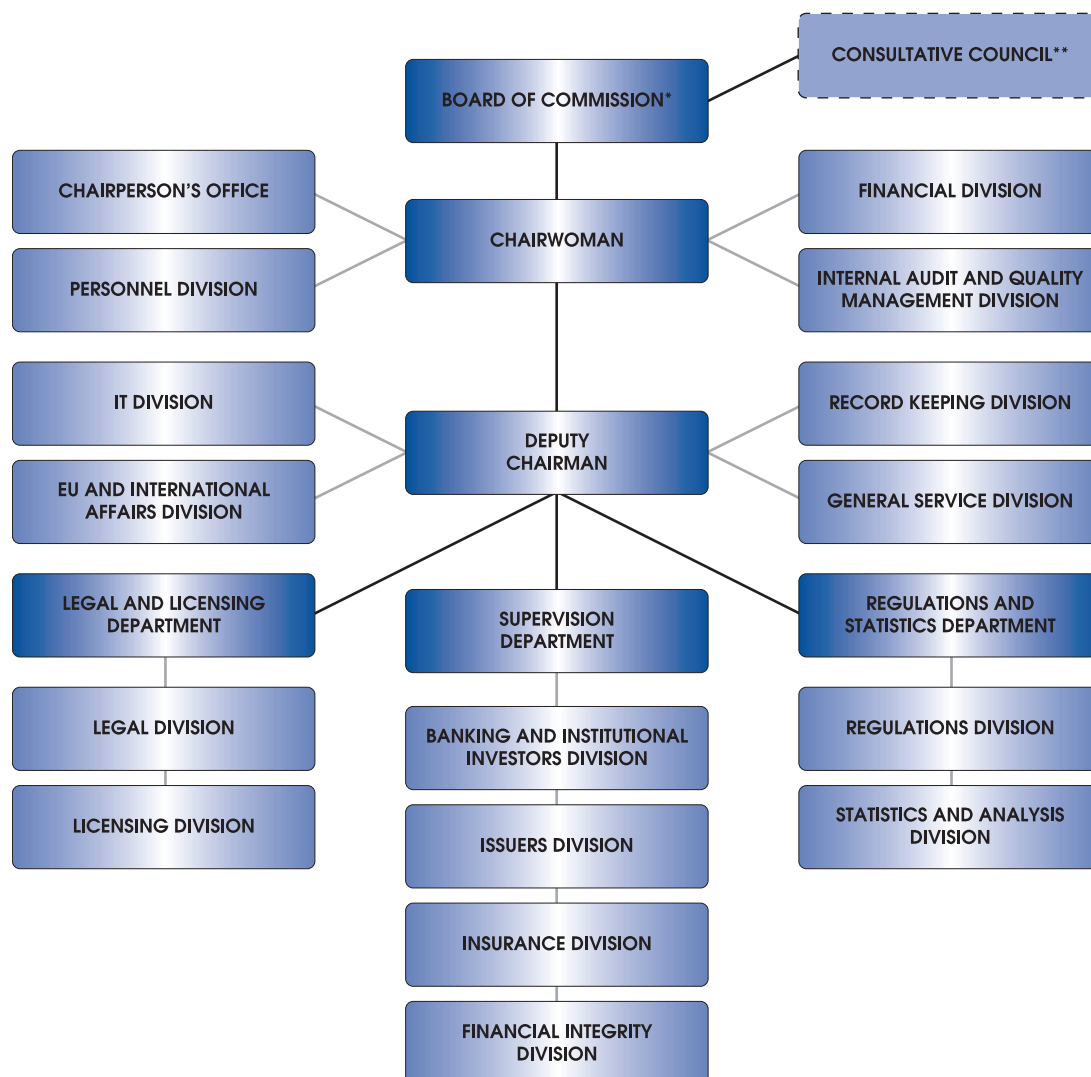 CONSULTATIVE COUNCIL**
BOARD OF COMMISSION*
CHAIRPERSON’S OFFICE
FINANCIAL DIVISION
CHAIRWOMAN
PERSONNEL DIVISION
INTERNAL AUDIT AND QUALITY
MANAGEMENT DIVISION
IT DIVISION
RECORD KEEPING DIVISION
DEPUTY
CHAIRMAN
EU AND INTERNATIONAL
AFFAIRS DIVISION
GENERAL SERVICE DIVISION
LEGAL AND LICENSING
DEPARTMENT
SUPERVISION
DEPARTMENT
REGULATIONS AND
STATISTICS DEPARTMENT
LEGAL DIVISION
BANKING AND INSTITUTIONAL
INVESTORS DIVISION
REGULATIONS DIVISION
LICENSING DIVISION
ISSUERS DIVISION
STATISTICS AND ANALYSIS
DIVISION
INSURANCE DIVISION
FINANCIAL INTEGRITY
DIVISION